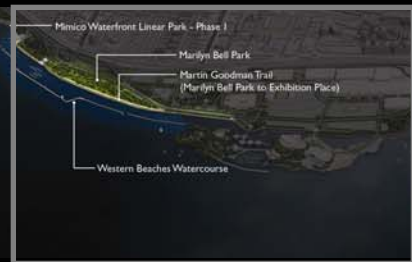 Mimico Waterfront Linear Park - Phase 1
Marilyn Bell Park
Martin Goodman Trail
(Marilyn Bell Park to Exhibition Place)
Western Beaches Watercourse